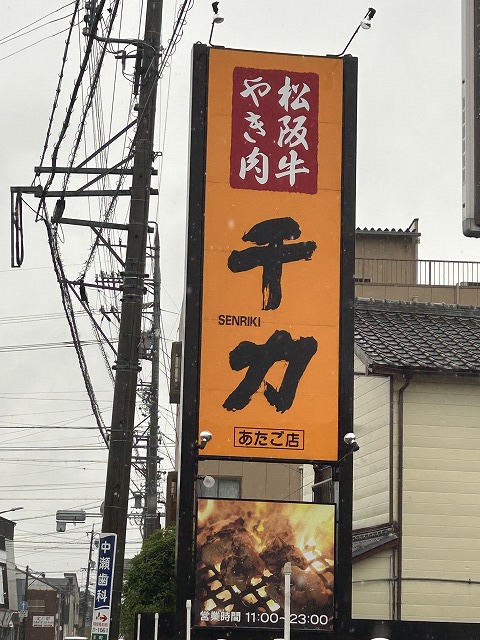 松阪牛
やき肉
千力
SENRIKI
あたご店
営業時間 11:00〜23:00
中瀬歯科